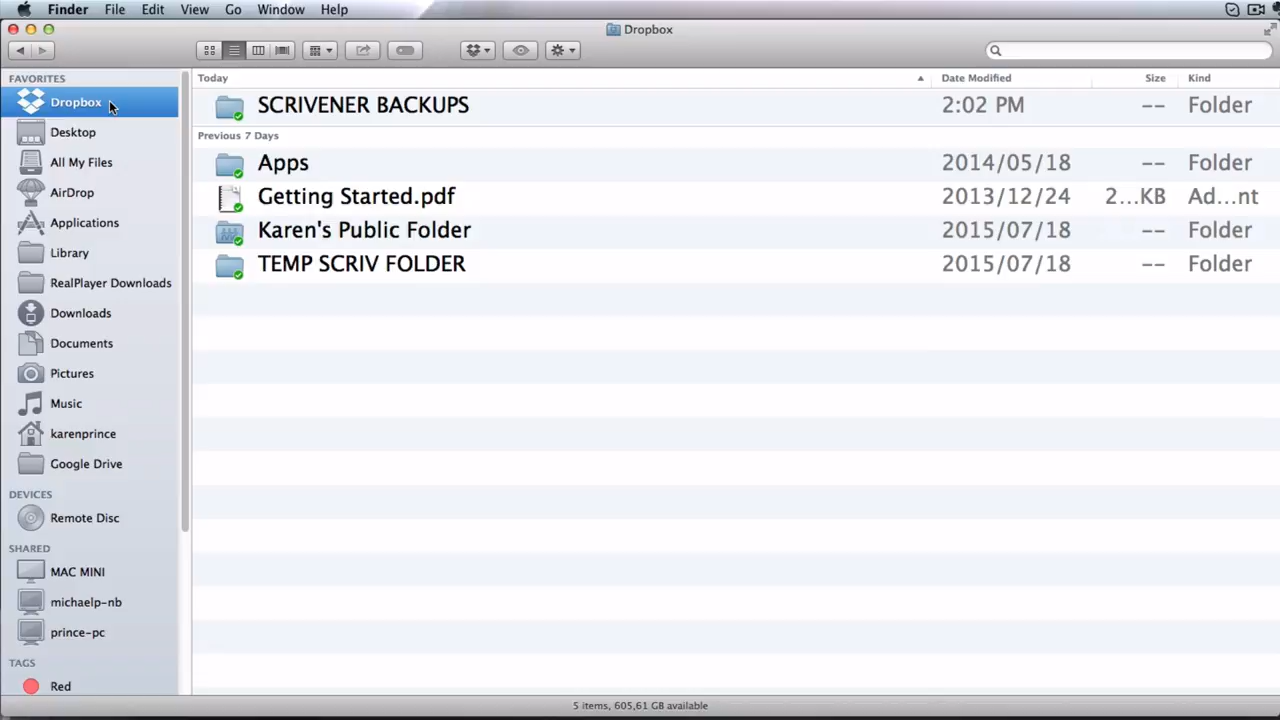 Finder File Edit View Go Window Help
Dropbox
FAVORITES
Dropbox
Desktop
All My Files
AirDrop
Applications
Library
RealPlayer Downloads
Downloads
Documents
Pictures
Music
karenprince
Google Drive
DEVICES
Remote Disc
SHARED
MAC MINI
michaelp-nb
prince-pc
TAGS
Red
Today Date Modified Size Kind
SCRIVENER BACKUPS 2:02 PM -- Folder
Previous 7 Days
Apps 2014/05/18 -- Folder
Getting Started.pdf 2013/12/24 2...KB Ad...nt
Karen's Public Folder 2015/07/18 -- Folder
TEMP SCRIV FOLDER 2015/07/18 -- Folder
5 items, 605,61 GB available